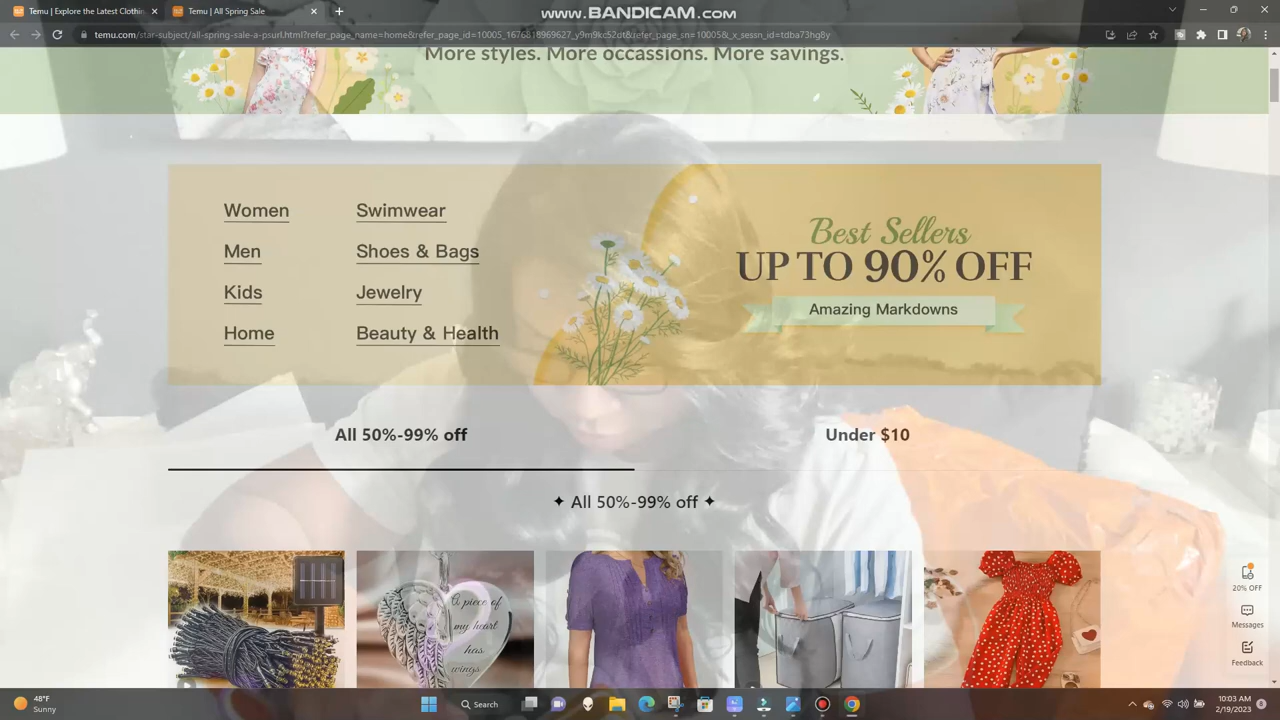 Temu | Explore the Latest Clothin
Temu | All Spring Sale
www.BANDICAM.com
temu.com/star-subject/all-spring-sale-a-psurl.html?refer_page_name=home&refer_page_id=10005_1676818969627_y9m9kc52dt&refer_page_sn=10005&_x_sessn_id=tdba73hg8y
More styles. More occassions. More savings.
Women
Swimwear
Men
Shoes & Bags
Kids
Jewelry
Home
Beauty & Health
Best Sellers
UP TO 90% OFF
Amazing Markdowns
All 50%-99% off
Under $10
All 50%-99% off
A piece of
my heart
has
wings
20% OFF
Messages
Feedback
48°F
Sunny
Search
10:03 AM
2/19/2023